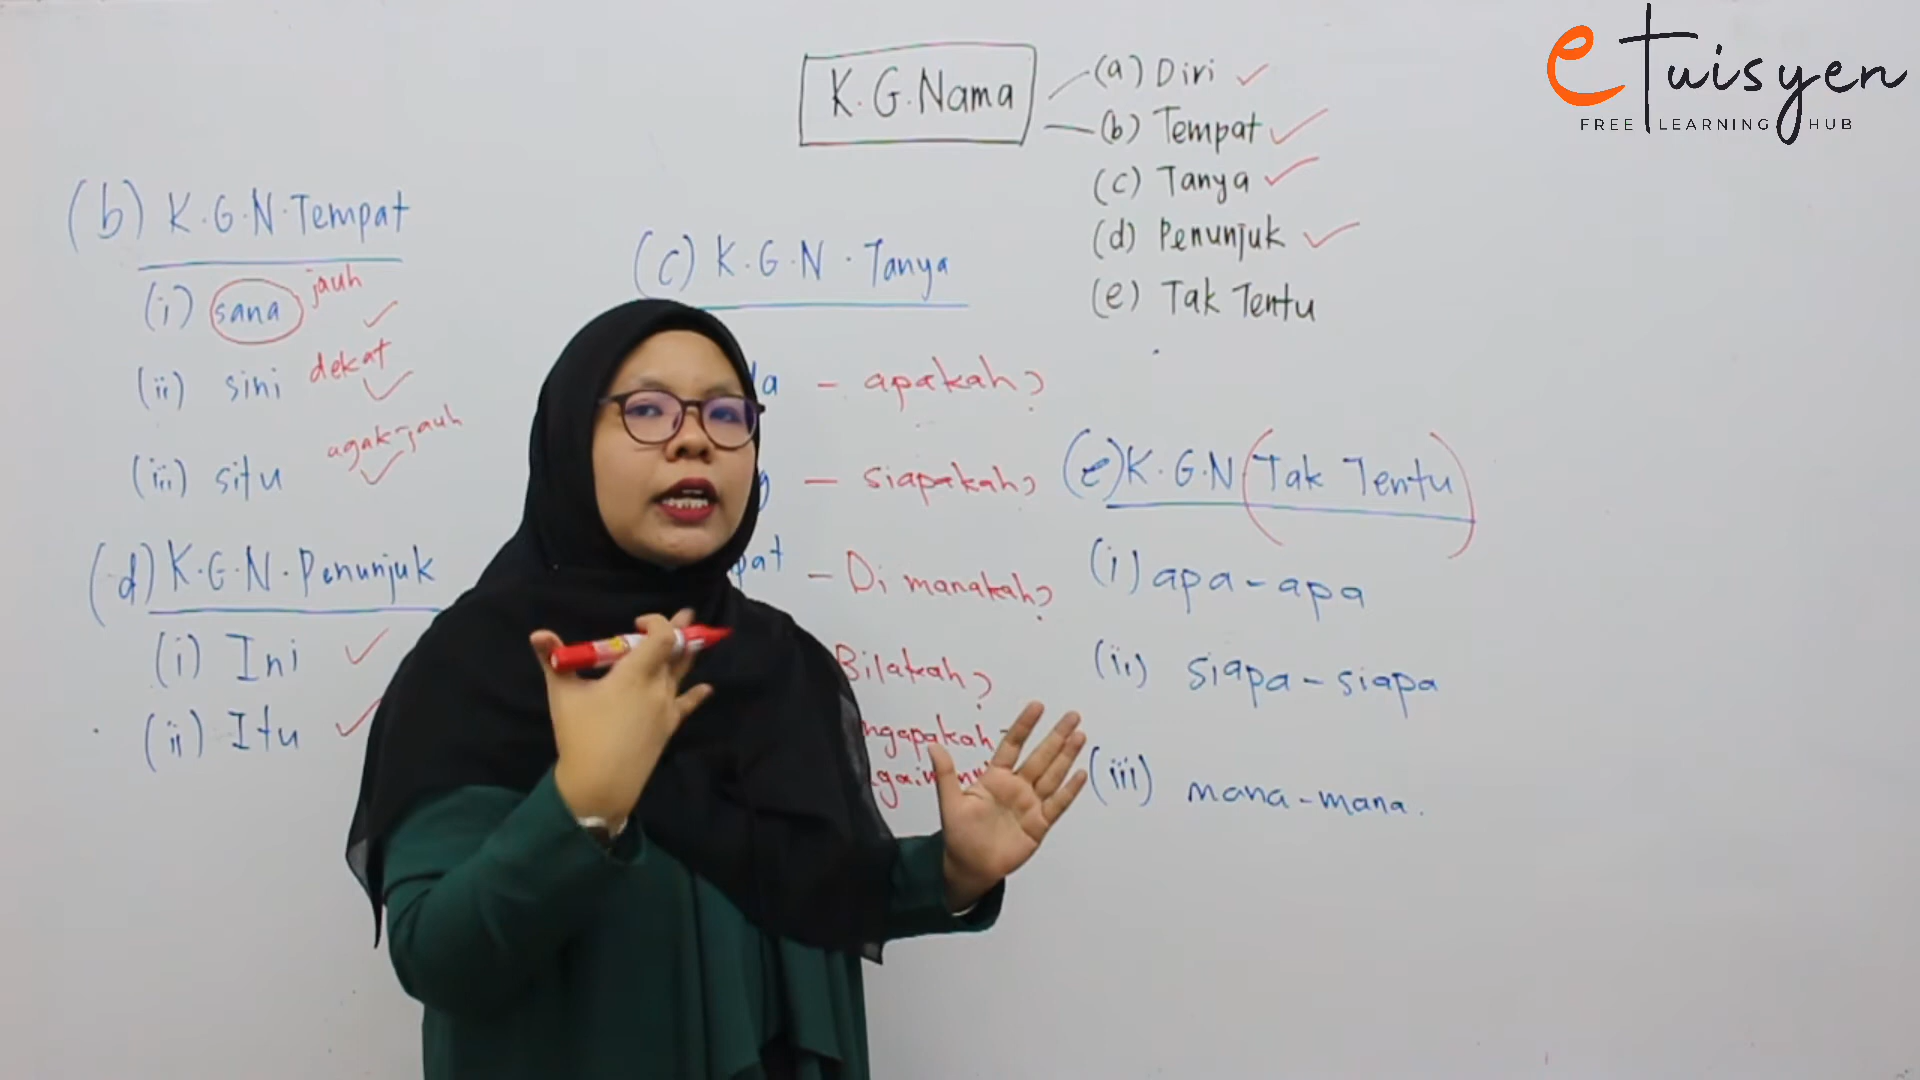 eTuisyen
FREE LEARNING HUB
K.G.Nama
(a) Diri
(b) Tempat
(c) Tanya
(d) Penunjuk
(e) Tak Tentu
(b) K.G.N.Tempat
(i) sana jauh
(ii) sini dekat
(iii) situ agak-jauh
(c) K.G.N.Tanya
- apakah?
- siapakah?
- Di manakah?
Bilakah?
(d) K.G.N.Penunjuk
(i) Ini
(ii) Itu
(e) K.G.N Tak Tentu
(i) apa-apa
(ii) siapa-siapa
(iii) mana-mana.